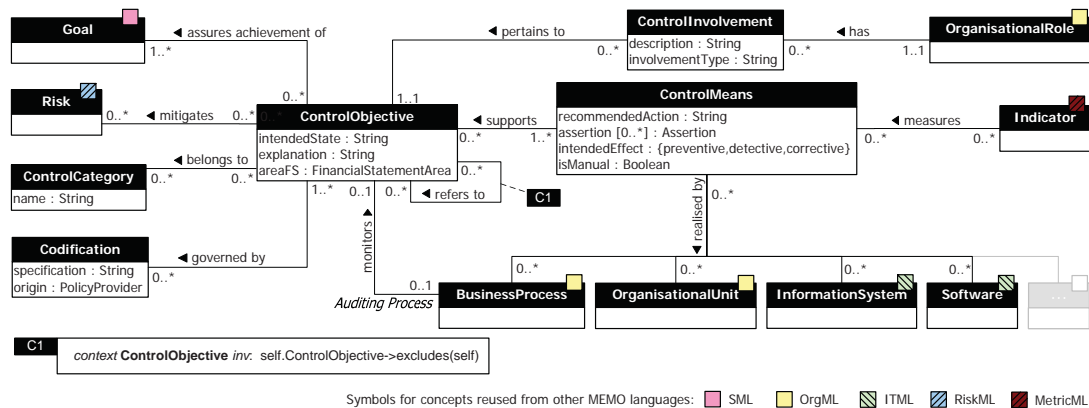 Goal
1..*
◄ assures achievement of
0..*
ControlInvolvement
description : String
involvementType : String
◄ pertains to
0..*
1..1
◄ has
0..*
1..1
OrganisationalRole
Risk
0..*
◄ mitigates
0..*
0..*
ControlObjective
intendedState : String
explanation : String
areaFS : FinancialStatementArea
◄ supports
0..*
1..*
ControlMeans
recommendedAction : String
assertion [0..*] : Assertion
intendedEffect : {preventive,detective,corrective}
isManual : Boolean
◄ measures
0..*
0..*
Indicator
ControlCategory
name : String
◄ belongs to
0..*
0..*
0..*
0..*
◄ refers to
C1
Codification
specification : String
origin : PolicyProvider
◄ governed by
1..*
0..*
0..1
monitors ►
0..1
Auditing Process
◄ realised by
0..*
0..*
0..*
0..*
0..*
BusinessProcess
OrganisationalUnit
InformationSystem
Software
...
C1
context ControlObjective inv: self.ControlObjective->excludes(self)
Symbols for concepts reused from other MEMO languages: SML OrgML ITML RiskML MetricML